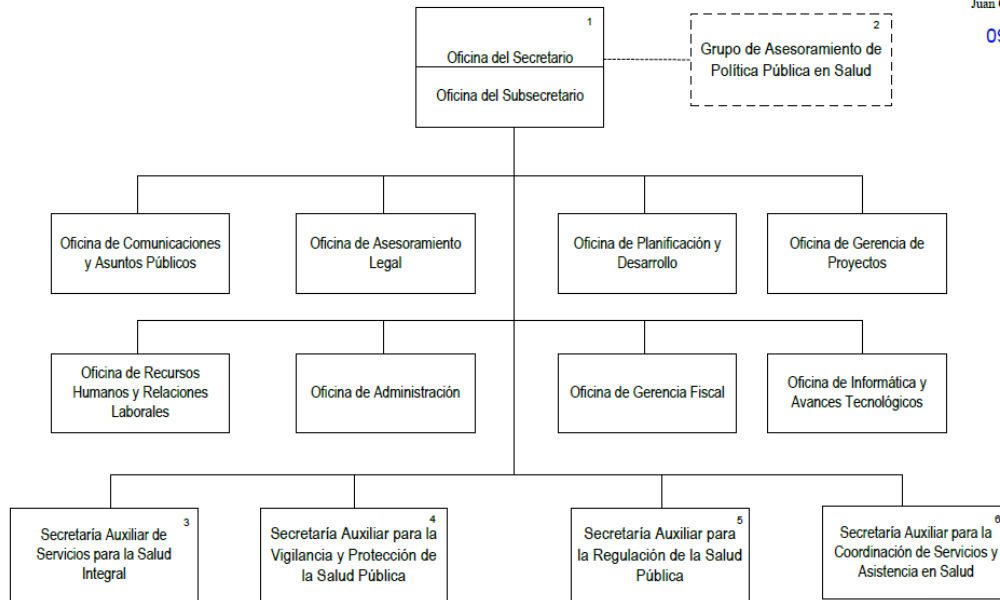 Juan
09
1
Oficina del Secretario
Oficina del Subsecretario
2
Grupo de Asesoramiento de
Política Pública en Salud
Oficina de Comunicaciones
y Asuntos Públicos
Oficina de Asesoramiento
Legal
Oficina de Planificación y
Desarrollo
Oficina de Gerencia de
Proyectos
Oficina de Recursos
Humanos y Relaciones
Laborales
Oficina de Administración
Oficina de Gerencia Fiscal
Oficina de Informática y
Avances Tecnológicos
3
Secretaría Auxiliar de
Servicios para la Salud
Integral
4
Secretaría Auxiliar para la
Vigilancia y Protección de
la Salud Pública
5
Secretaría Auxiliar para
la Regulación de la Salud
Pública
6
Secretaría Auxiliar para la
Coordinación de Servicios y
Asistencia en Salud